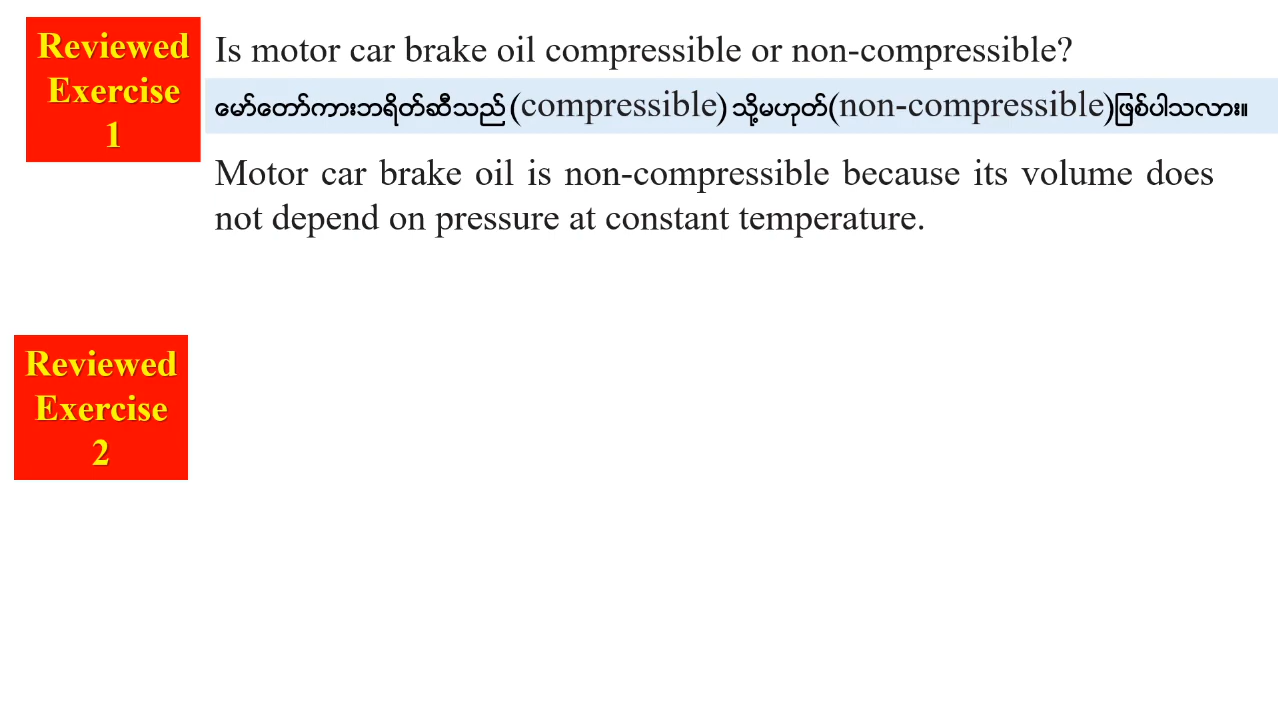 Reviewed
Exercise
1
Is motor car brake oil compressible or non-compressible?
မော်တော်ကားဘရိတ်ဆီသည် (compressible) သို့မဟုတ်(non-compressible)ဖြစ်ပါသလား။
Motor car brake oil is non-compressible because its volume does
not depend on pressure at constant temperature.
Reviewed
Exercise
2